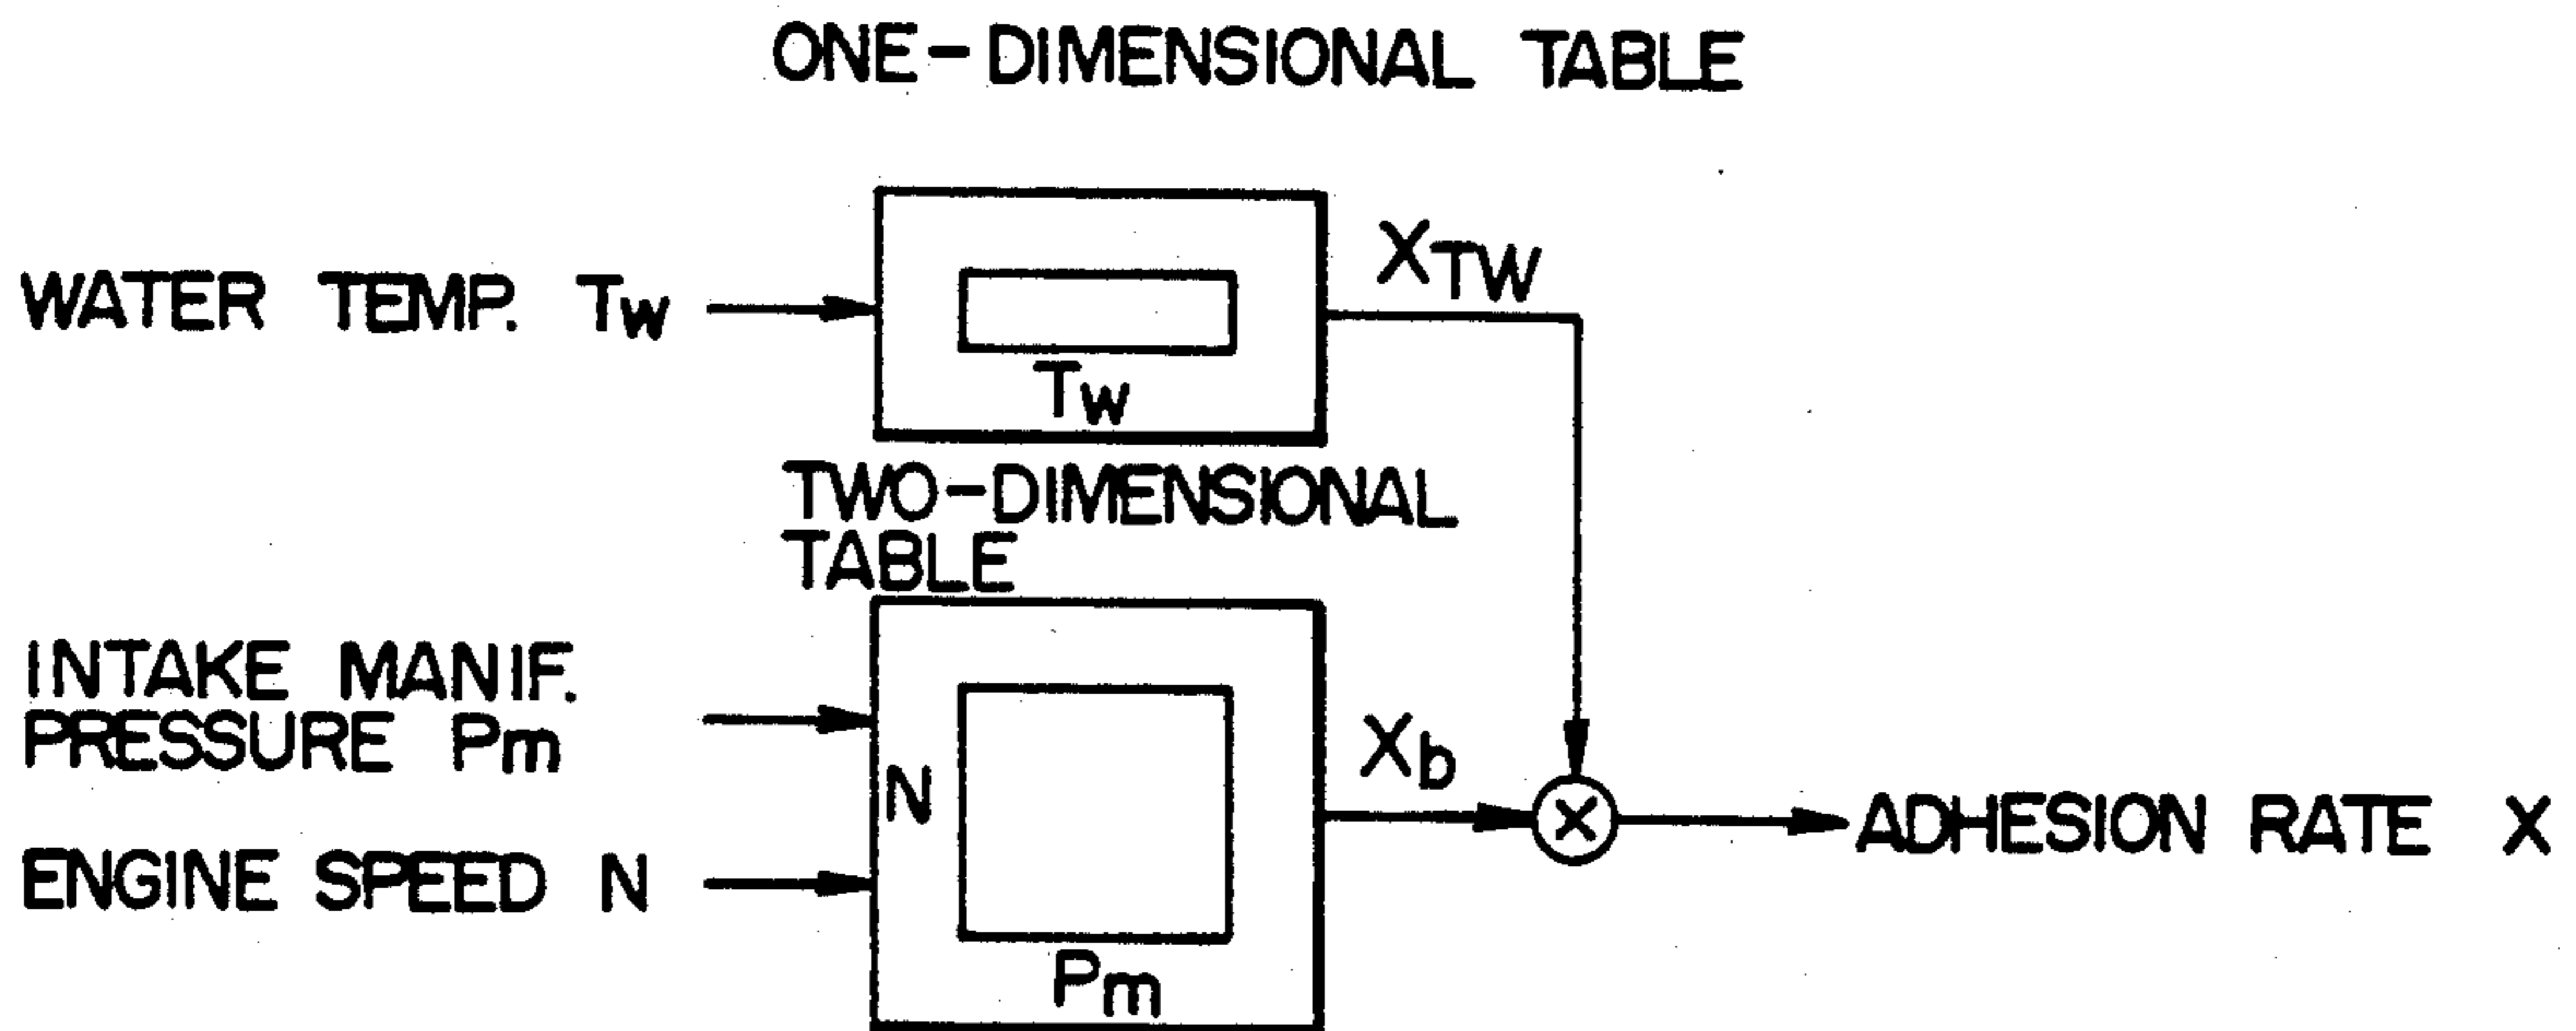 ONE-DIMENSIONAL TABLE
WATER TEMP. Tw
Tw
XTW
TWO-DIMENSIONAL
TABLE
INTAKE MANIF.
PRESSURE Pm
ENGINE SPEED N
N
Pm
Xb
×
ADHESION RATE X